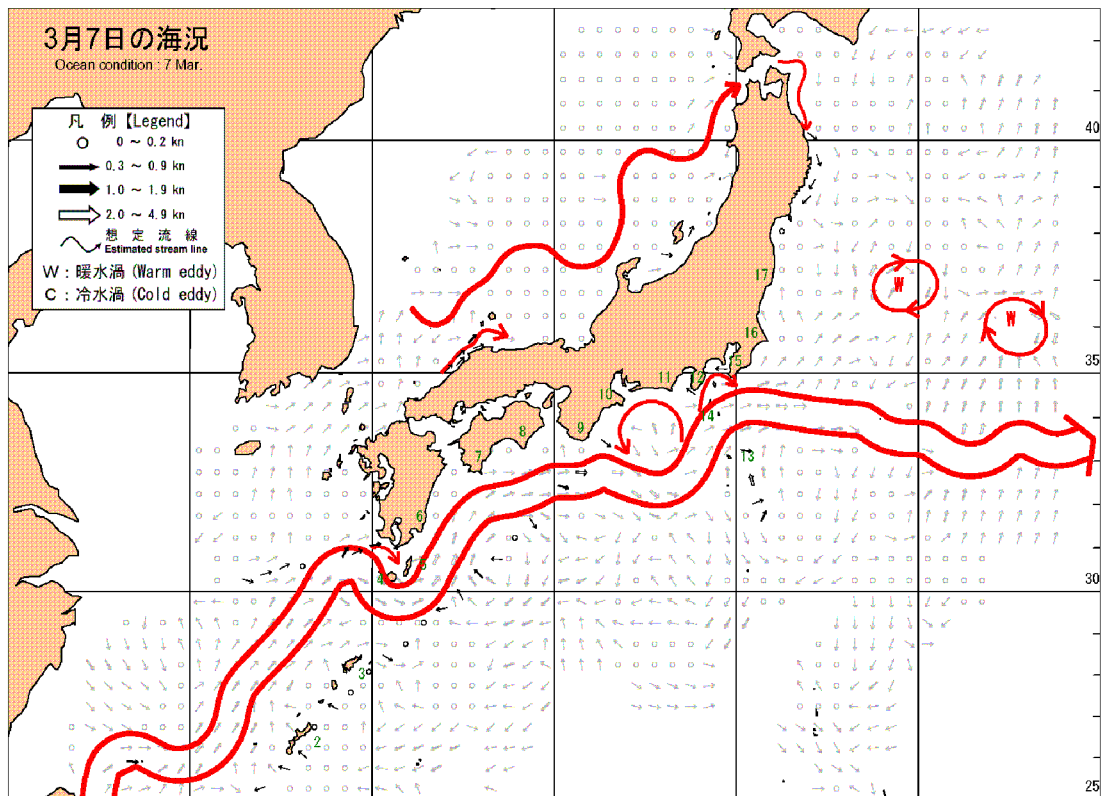 3月7日の海況
Ocean condition : 7 Mar.
凡 例【Legend】
0 ～ 0.2 kn
0.3 ～ 0.9 kn
1.0 ～ 1.9 kn
2.0 ～ 4.9 kn
想 定 流 線
Estimated stream line
W：暖水渦 (Warm eddy)
C：冷水渦 (Cold eddy)
40
17
W
W
16
35
15
12
11
10
14
9
8
7
13
6
5
4
30
3
2
25